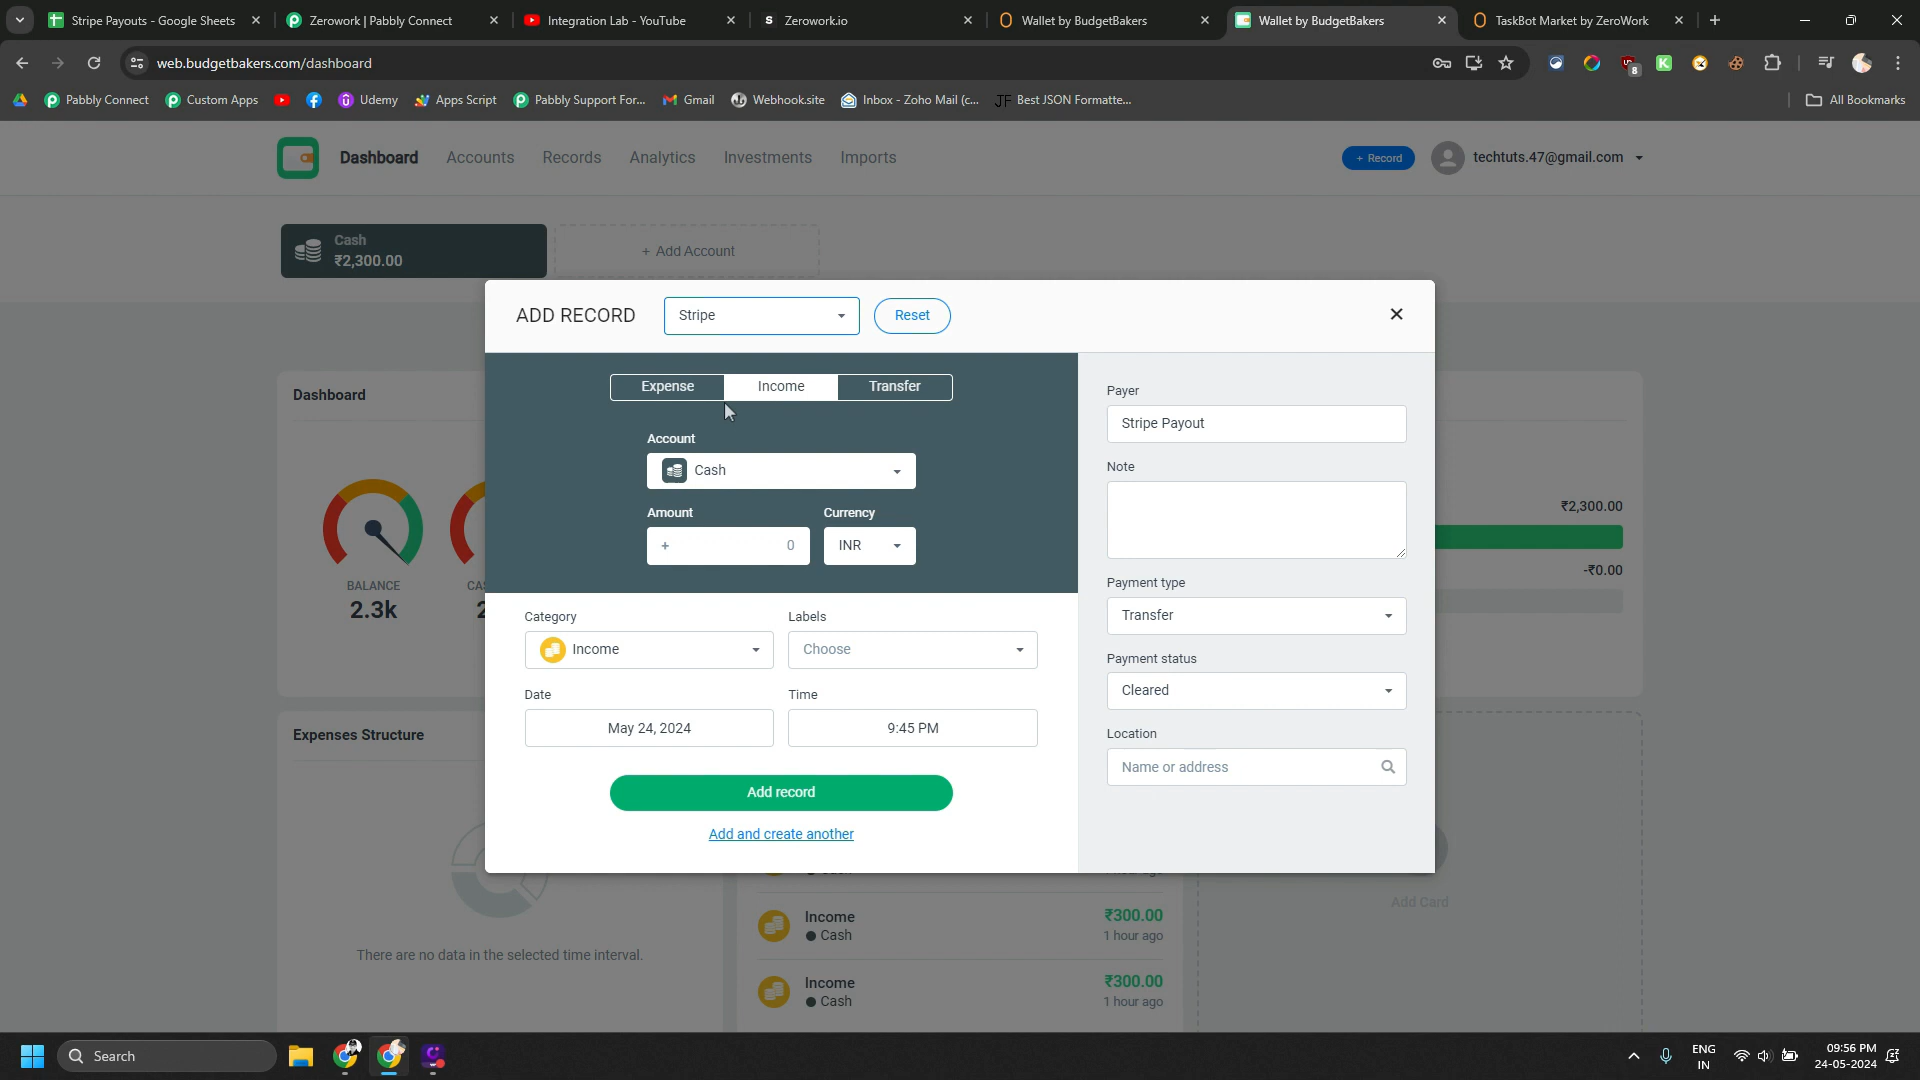 Stripe Payouts - Google Sheets
Zerowork | Pabbly Connect
Integration Lab - YouTube
Zerowork.io
Wallet by BudgetBakers
Wallet by BudgetBakers
TaskBot Market by ZeroWork
web.budgetbakers.com/dashboard
8
Pabbly Connect
Custom Apps
Udemy
Apps Script
Pabbly Support For...
Gmail
Webhook.site
Inbox - Zoho Mail (c...
JF Best JSON Formatte...
All Bookmarks
Dashboard
Accounts
Records
Analytics
Investments
Imports
+ Record
techtuts.47@gmail.com
Cash
₹2,300.00
+ Add Account
ADD RECORD
Stripe
Reset
Expense
Income
Transfer
Account
Cash
Amount
Currency
+ 0
INR
Category
Labels
Income
Choose
Date
Time
May 24, 2024
9:45 PM
Add record
Add and create another
Payer
Stripe Payout
Note
Payment type
Transfer
Payment status
Cleared
Location
Name or address
Dashboard
BALANCE
2.3k
₹2,300.00
-₹0.00
Expenses Structure
There are no data in the selected time interval.
Income
Cash
₹300.00
1 hour ago
Income
Cash
₹300.00
1 hour ago
Add Card
Search
ENG
IN
09:56 PM
24-05-2024